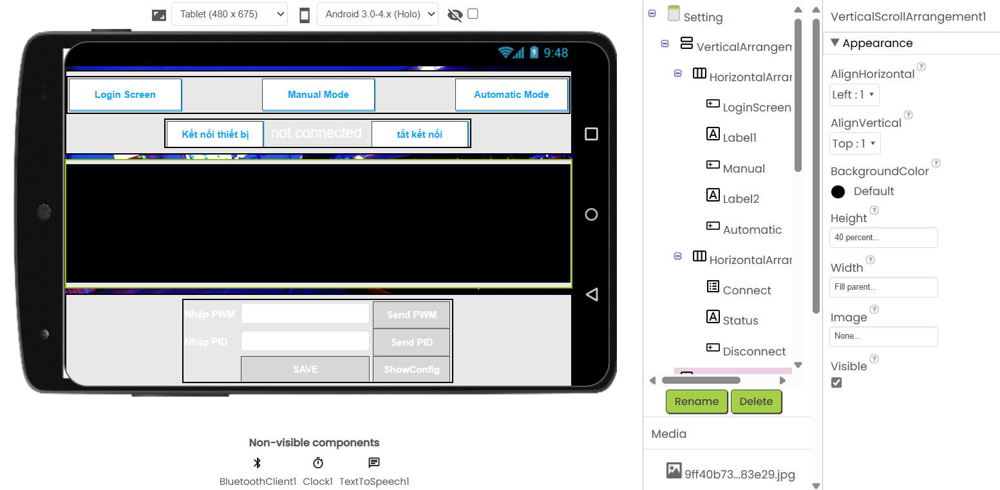 Tablet (480 x 675)
Android 3.0-4.x (Holo)
9:48
Login Screen
Manual Mode
Automatic Mode
Kết nối thiết bị
not connected
tắt kết nối
Nhập PWM
Send PWM
Nhập PID
Send PID
SAVE
ShowConfig
Non-visible components
BluetoothClient1
Clock1
TextToSpeech1
Setting
VerticalArrangem
HorizontalArrar
LoginScreen
Label1
Manual
Label2
Automatic
HorizontalArrar
Connect
Status
Disconnect
Rename
Delete
Media
9ff40b73...83e29.jpg
VerticalScrollArrangement1
Appearance
AlignHorizontal ?
Left : 1
AlignVertical ?
Top : 1
BackgroundColor ?
Default
Height ?
40 percent...
Width ?
Fill parent...
Image ?
None...
Visible ?